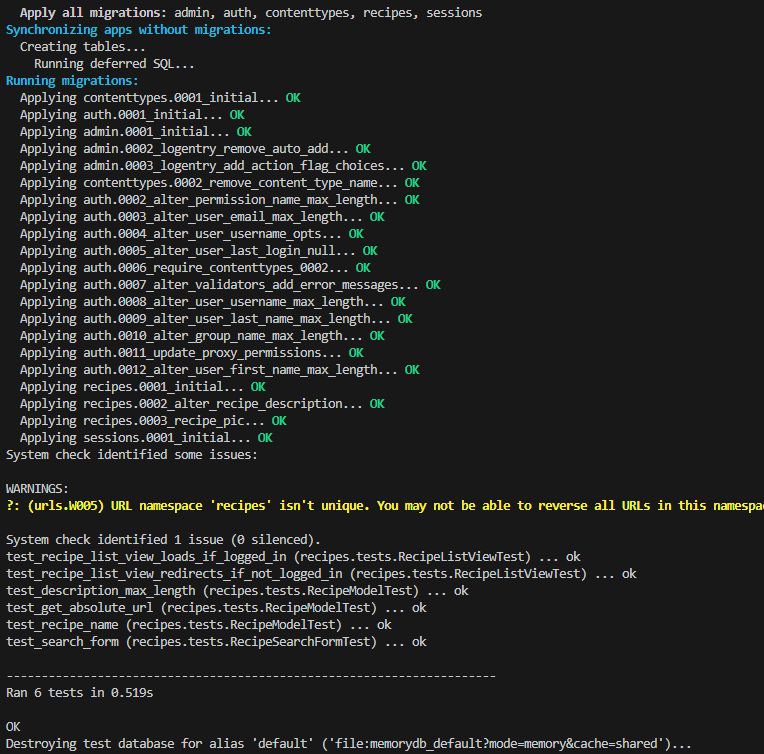 Apply all migrations: admin, auth, contenttypes, recipes, sessions
Synchronizing apps without migrations:
Creating tables...
Running deferred SQL...
Running migrations:
Applying contenttypes.0001_initial... OK
Applying auth.0001_initial... OK
Applying admin.0001_initial... OK
Applying admin.0002_logentry_remove_auto_add... OK
Applying admin.0003_logentry_add_action_flag_choices... OK
Applying contenttypes.0002_remove_content_type_name... OK
Applying auth.0002_alter_permission_name_max_length... OK
Applying auth.0003_alter_user_email_max_length... OK
Applying auth.0004_alter_user_username_opts... OK
Applying auth.0005_alter_user_last_login_null... OK
Applying auth.0006_require_contenttypes_0002... OK
Applying auth.0007_alter_validators_add_error_messages... OK
Applying auth.0008_alter_user_username_max_length... OK
Applying auth.0009_alter_user_last_name_max_length... OK
Applying auth.0010_alter_group_name_max_length... OK
Applying auth.0011_update_proxy_permissions... OK
Applying auth.0012_alter_user_first_name_max_length... OK
Applying recipes.0001_initial... OK
Applying recipes.0002_alter_recipe_description... OK
Applying recipes.0003_recipe_pic... OK
Applying sessions.0001_initial... OK
System check identified some issues:
WARNINGS:
?: (urls.W005) URL namespace 'recipes' isn't unique. You may not be able to reverse all URLs in this namespa
System check identified 1 issue (0 silenced).
test_recipe_list_view_loads_if_logged_in (recipes.tests.RecipeListViewTest) ... ok
test_recipe_list_view_redirects_if_not_logged_in (recipes.tests.RecipeListViewTest) ... ok
test_description_max_length (recipes.tests.RecipeModelTest) ... ok
test_get_absolute_url (recipes.tests.RecipeModelTest) ... ok
test_recipe_name (recipes.tests.RecipeModelTest) ... ok
test_search_form (recipes.tests.RecipeSearchFormTest) ... ok
----------------------------------------------------------------------
Ran 6 tests in 0.519s
OK
Destroying test database for alias 'default' ('file:memorydb_default?mode=memory&cache=shared')...